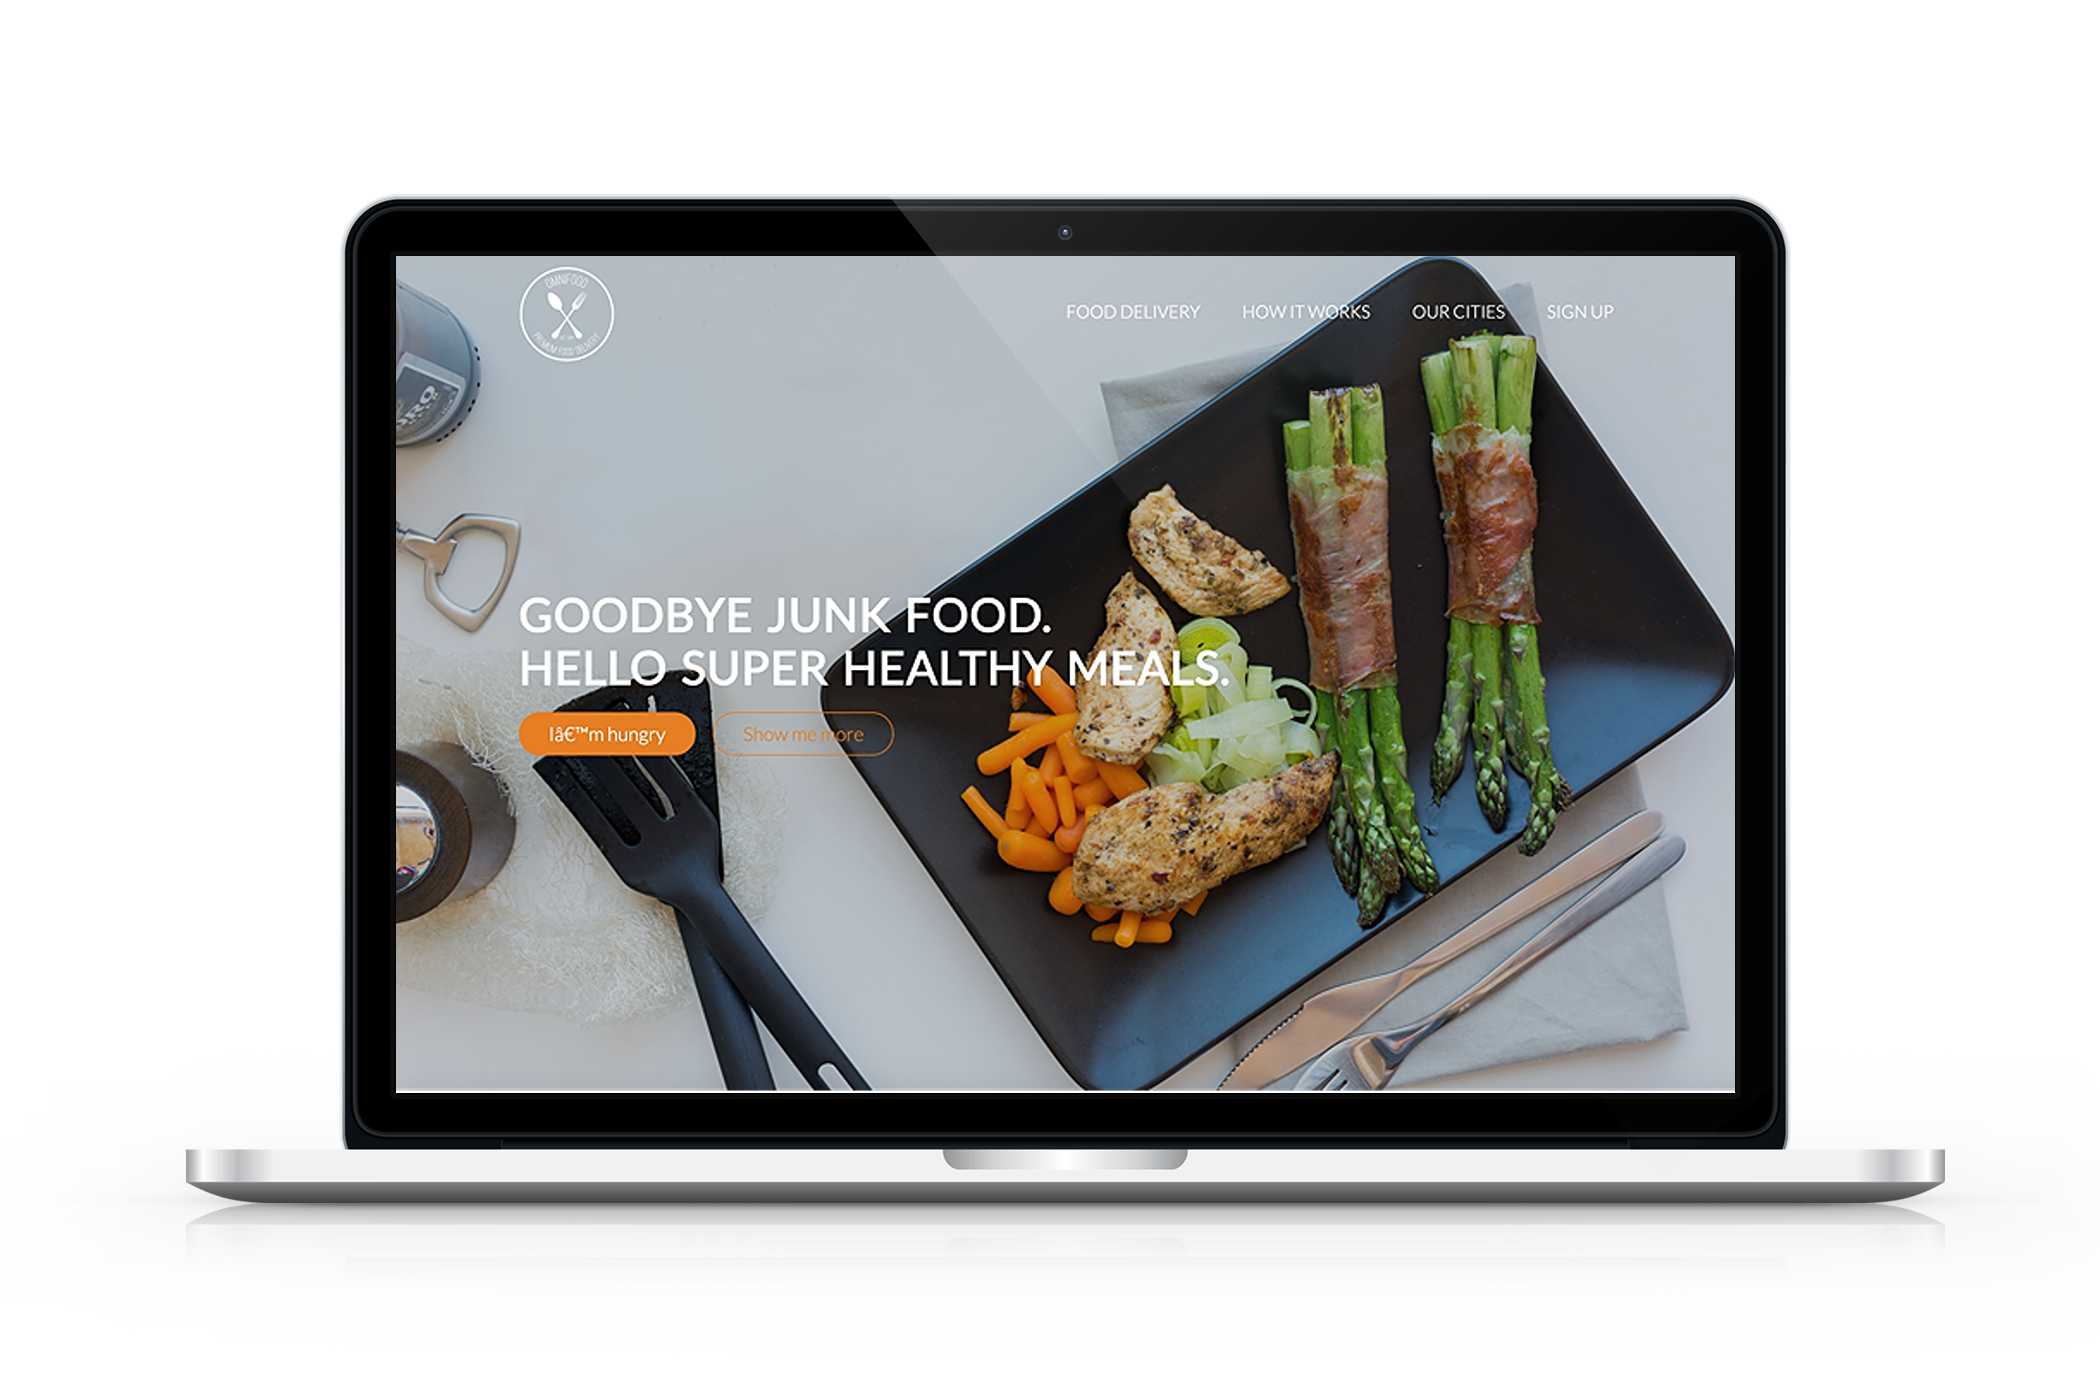 OMNIFOOD
PREMIUM FOOD DELIVERY
FOOD DELIVERY
HOW IT WORKS
OUR CITIES
SIGN UP
GOODBYE JUNK FOOD.
HELLO SUPER HEALTHY MEALS.
Iâ€™m hungry
Show me more